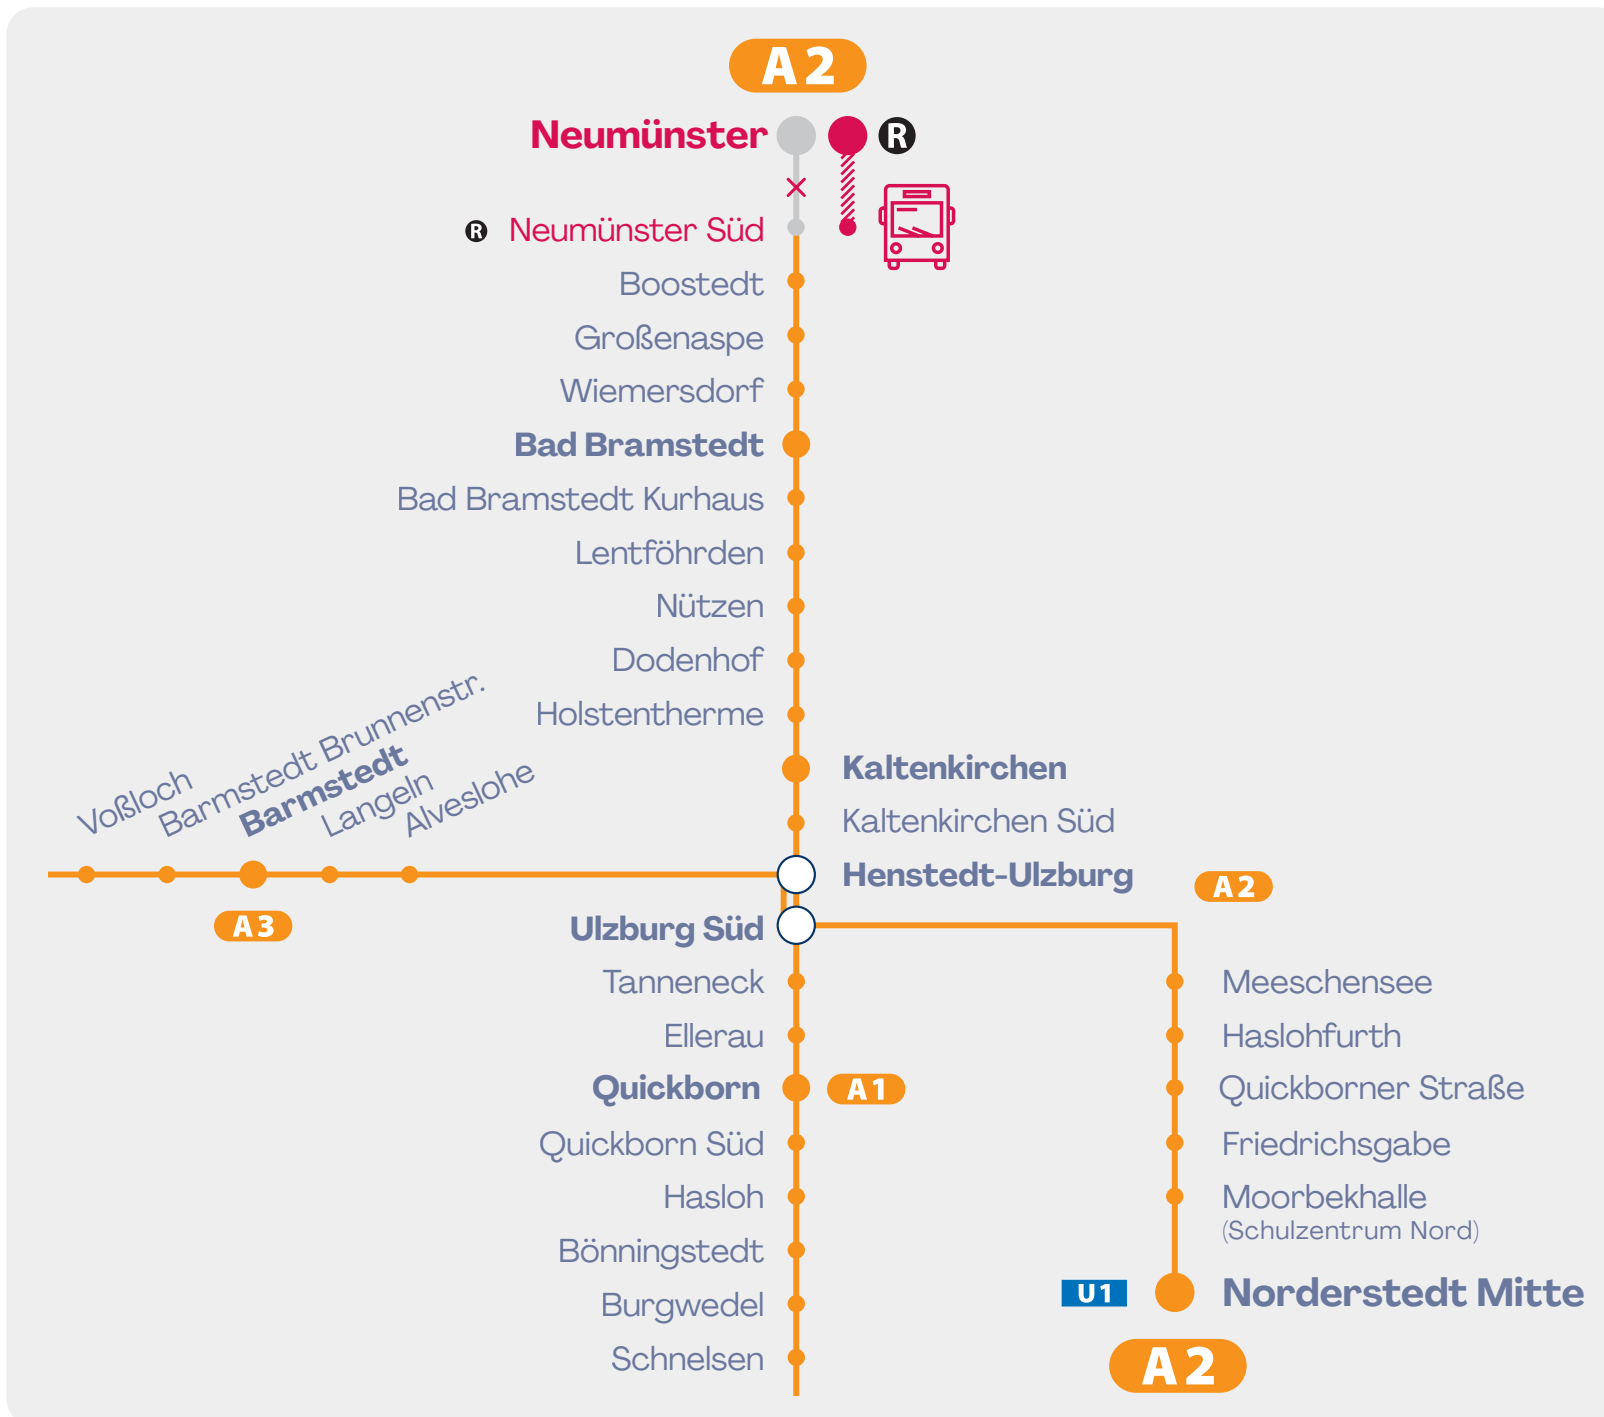 A2
Neumünster R
R Neumünster Süd
Boostedt
Großenaspe
Wiemersdorf
Bad Bramstedt
Bad Bramstedt Kurhaus
Lentföhrden
Nützen
Dodenhof
Holstentherme
Kaltenkirchen
Kaltenkirchen Süd
Henstedt-Ulzburg
Voßloch
Barmstedt Brunnenstr.
Barmstedt
Langeln
Alveslohe
A3
A2
Ulzburg Süd
Tanneneck
Ellerau
Quickborn A1
Quickborn Süd
Hasloh
Bönningstedt
Burgwedel
Schnelsen
Meeschensee
Haslohfurth
Quickborner Straße
Friedrichsgabe
Moorbekhalle
(Schulzentrum Nord)
U1 Norderstedt Mitte
A2